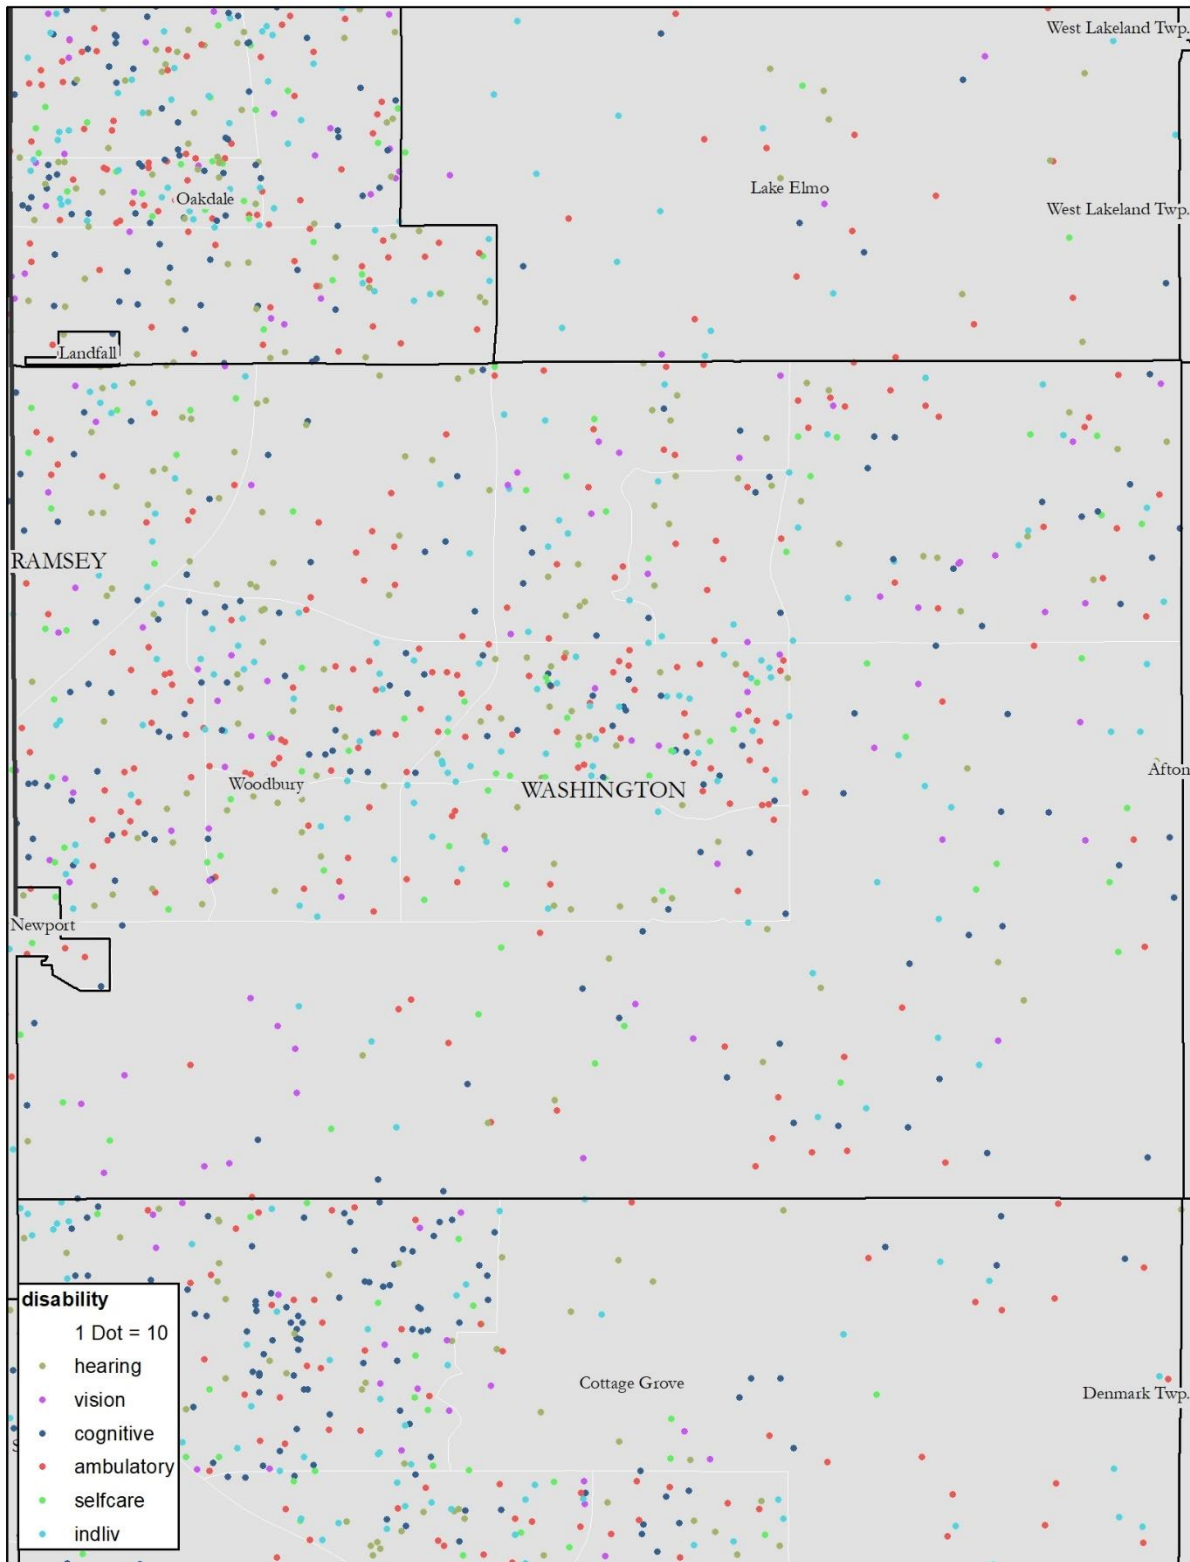 West Lakeland Twp.
Lake Elmo
Oakdale
West Lakeland Twp.
Landfall
RAMSEY
Afton
Woodbury
WASHINGTON
Newport
disability
1 Dot = 10
hearing
vision
cognitive
ambulatory
selfcare
indliv
Cottage Grove
Denmark Twp.